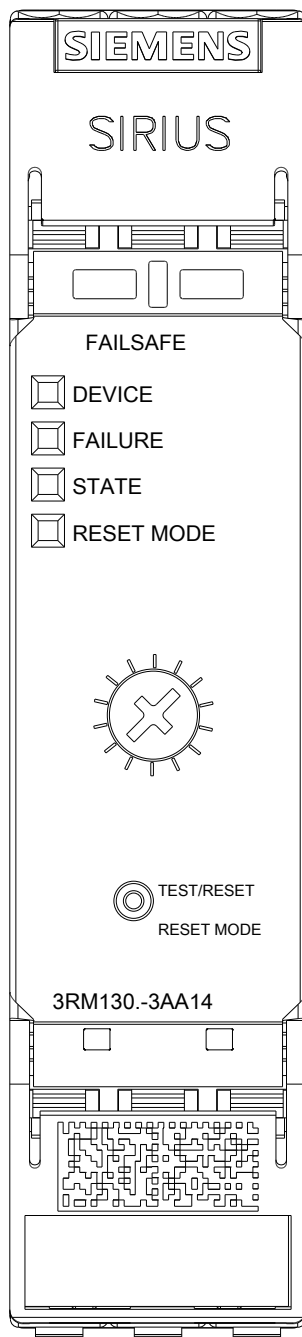 SIEMENS
SIRIUS
FAILSAFE
DEVICE
FAILURE
STATE
RESET MODE
TEST/RESET
RESET MODE
3RM130.-3AA14